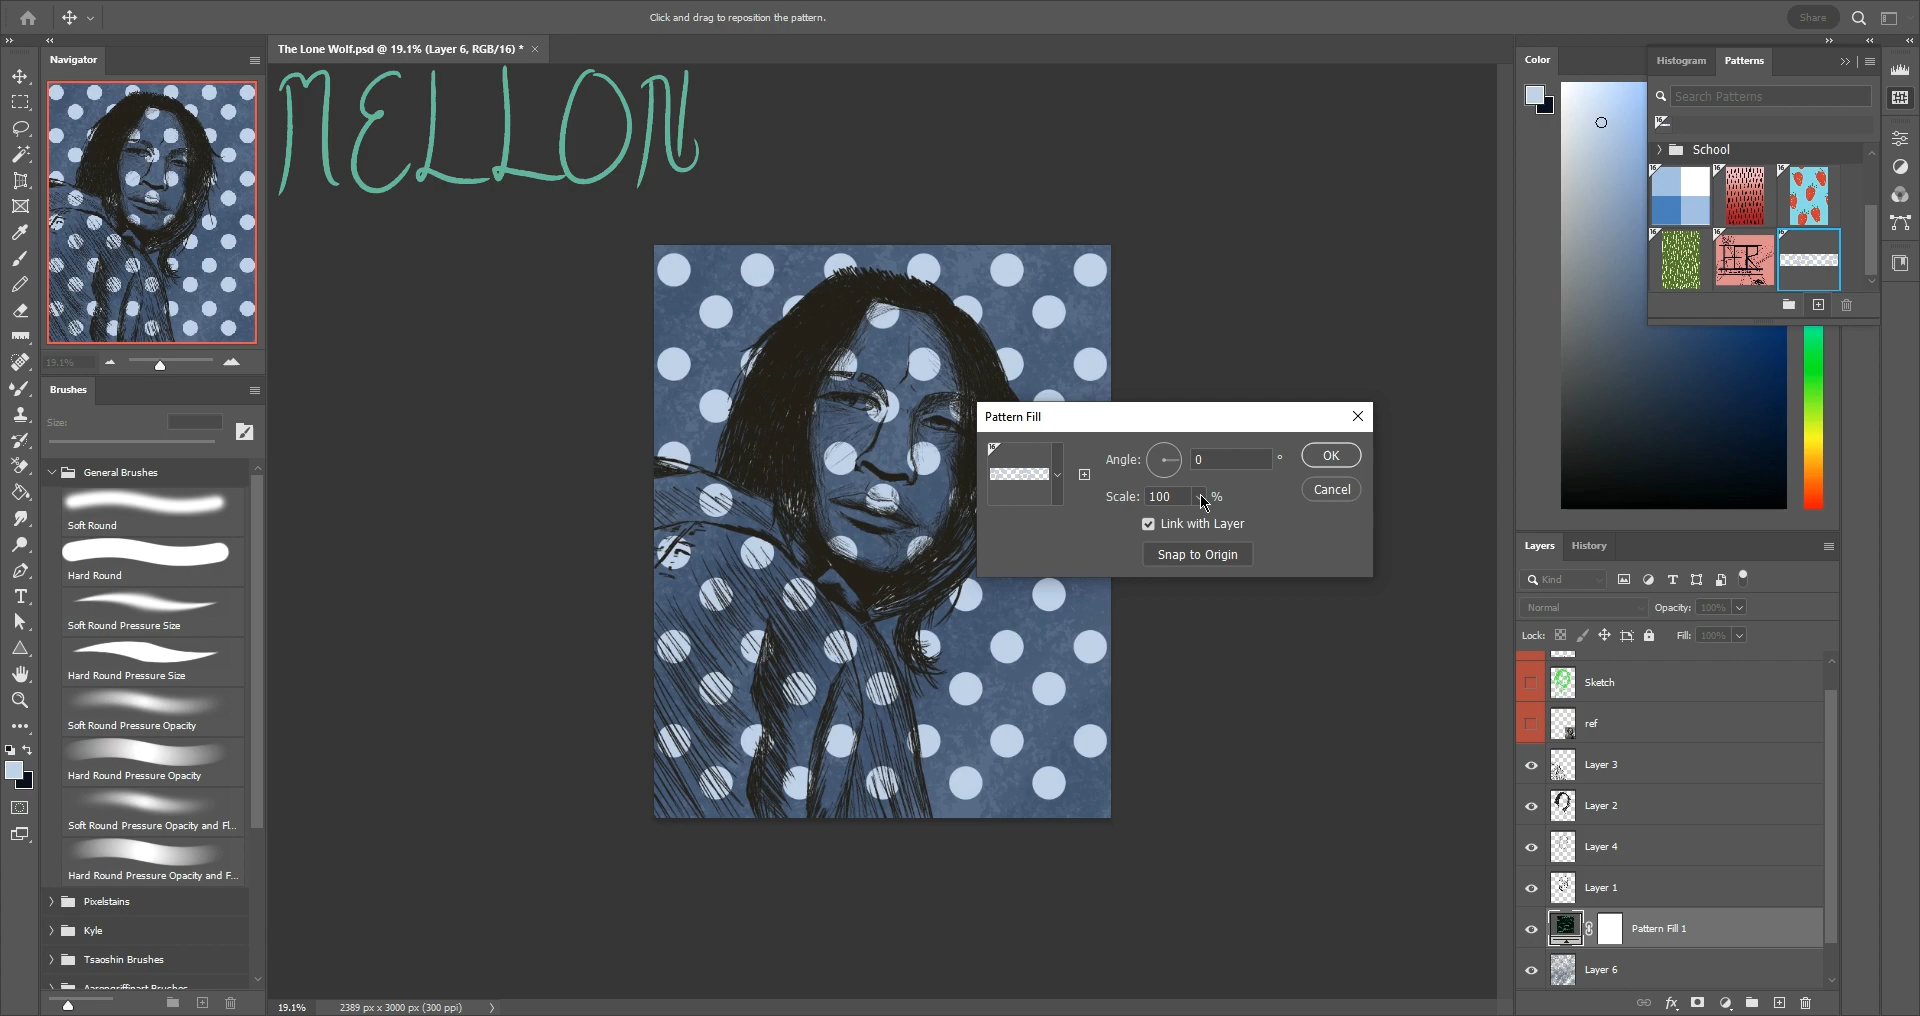 Click and drag to reposition the pattern.
Share
Navigator
The Lone Wolf.psd @ 19.1% (Layer 6, RGB/16) * ×
Color
Histogram
Patterns
NELLON
Search Patterns
School
19.1%
Brushes
Size:
General Brushes
Soft Round
Hard Round
Soft Round Pressure Size
Hard Round Pressure Size
Soft Round Pressure Opacity
Hard Round Pressure Opacity
Soft Round Pressure Opacity and Fl...
Hard Round Pressure Opacity and F...
Pixelstains
Kyle
Tsaoshin Brushes
Aarongriffinart Brushes
Pattern Fill
Angle: 0 °
OK
Scale: 100 %
Cancel
Link with Layer
Snap to Origin
Layers
History
Kind
Normal
Opacity: 100%
Lock:
Fill: 100%
Sketch
ref
Layer 3
Layer 2
Layer 4
Layer 1
Pattern Fill 1
Layer 6
19.1%
2389 px x 3000 px (300 ppi)